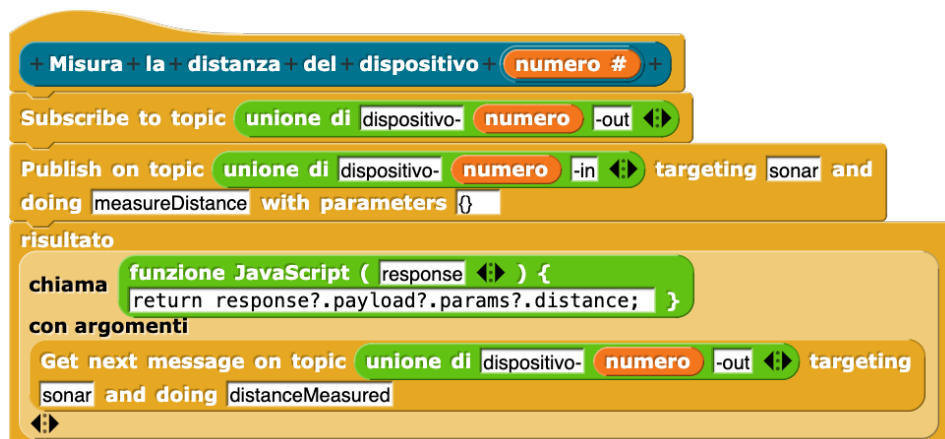 + Misura + la + distanza + del + dispositivo + numero # +
Subscribe to topic unione di dispositivo- numero -out
Publish on topic unione di dispositivo- numero -in targeting sonar and
doing measureDistance with parameters {}
risultato
chiama funzione JavaScript ( response ) {
return response?.payload?.params?.distance; }
con argomenti
Get next message on topic unione di dispositivo- numero -out targeting
sonar and doing distanceMeasured